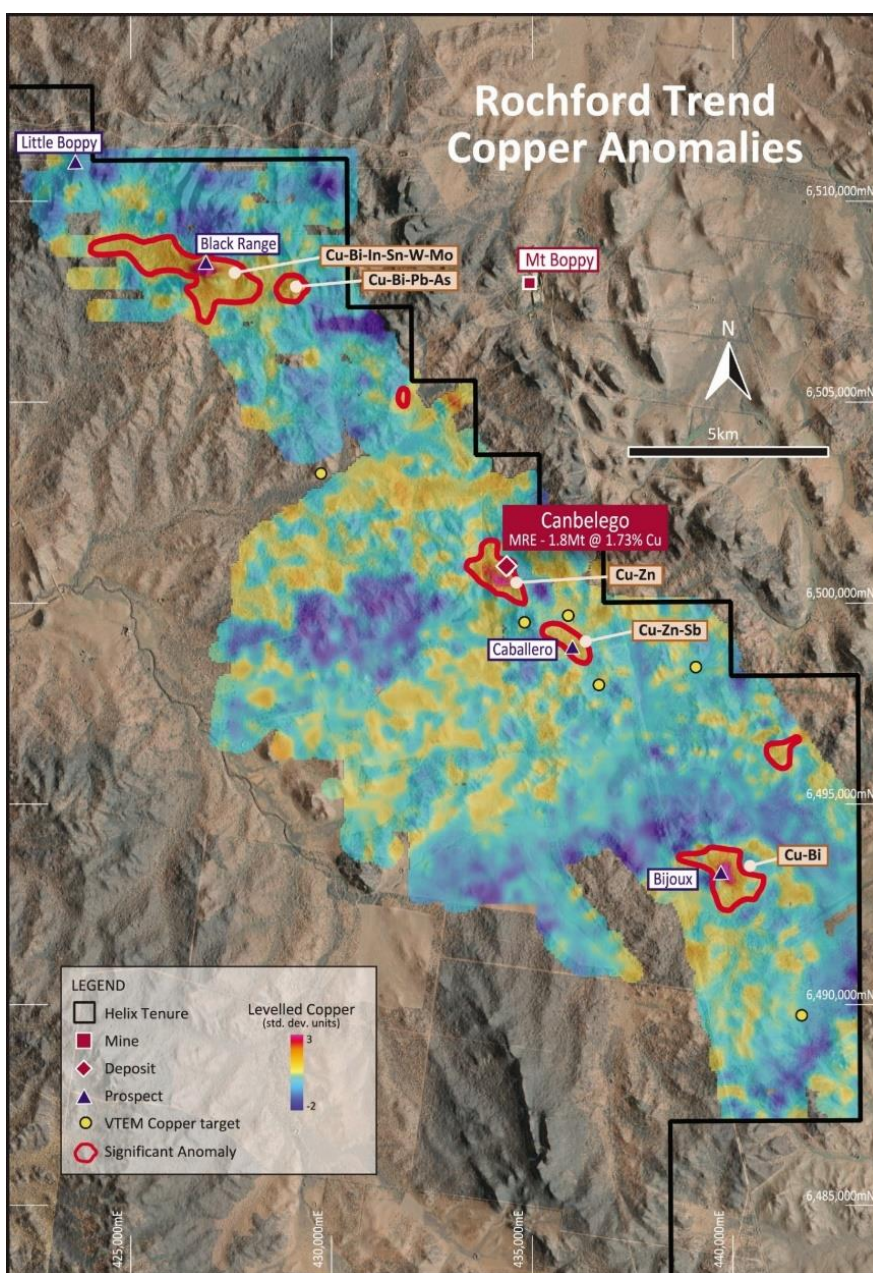 Rochford Trend
Copper Anomalies
Little Boppy
6,510,000mN
Black Range
Cu-Bi-In-Sn-W-Mo
Cu-Bi-Pb-As
Mt Boppy
N
6,505,000mN
5km
Canbelego
MRE - 1.8Mt @ 1.73% Cu
Cu-Zn
6,500,000mN
Cu-Zn-Sb
Caballero
6,495,000mN
Cu-Bi
Bijoux
6,490,000mN
LEGEND
Helix Tenure
Mine
Deposit
Prospect
VTEM Copper target
Significant Anomaly
Levelled Copper
(std. dev. units)
3
-2
6,485,000mN
425,000mE
430,000mE
435,000mE
440,000mE